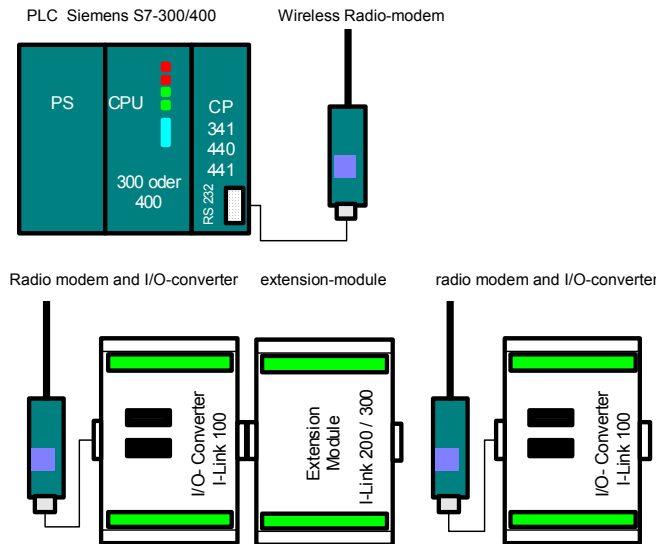 PLC  Siemens S7-300/400
Wireless Radio-modem
PS
CPU
300 oder
400
CP
341
440
441
RS 232
Radio modem and I/O-converter
extension-module
radio modem and I/O-converter
I/O- Converter
I-Link 100
Extension
Module
I-Link 200 / 300
I/O- Converter
I-Link 100